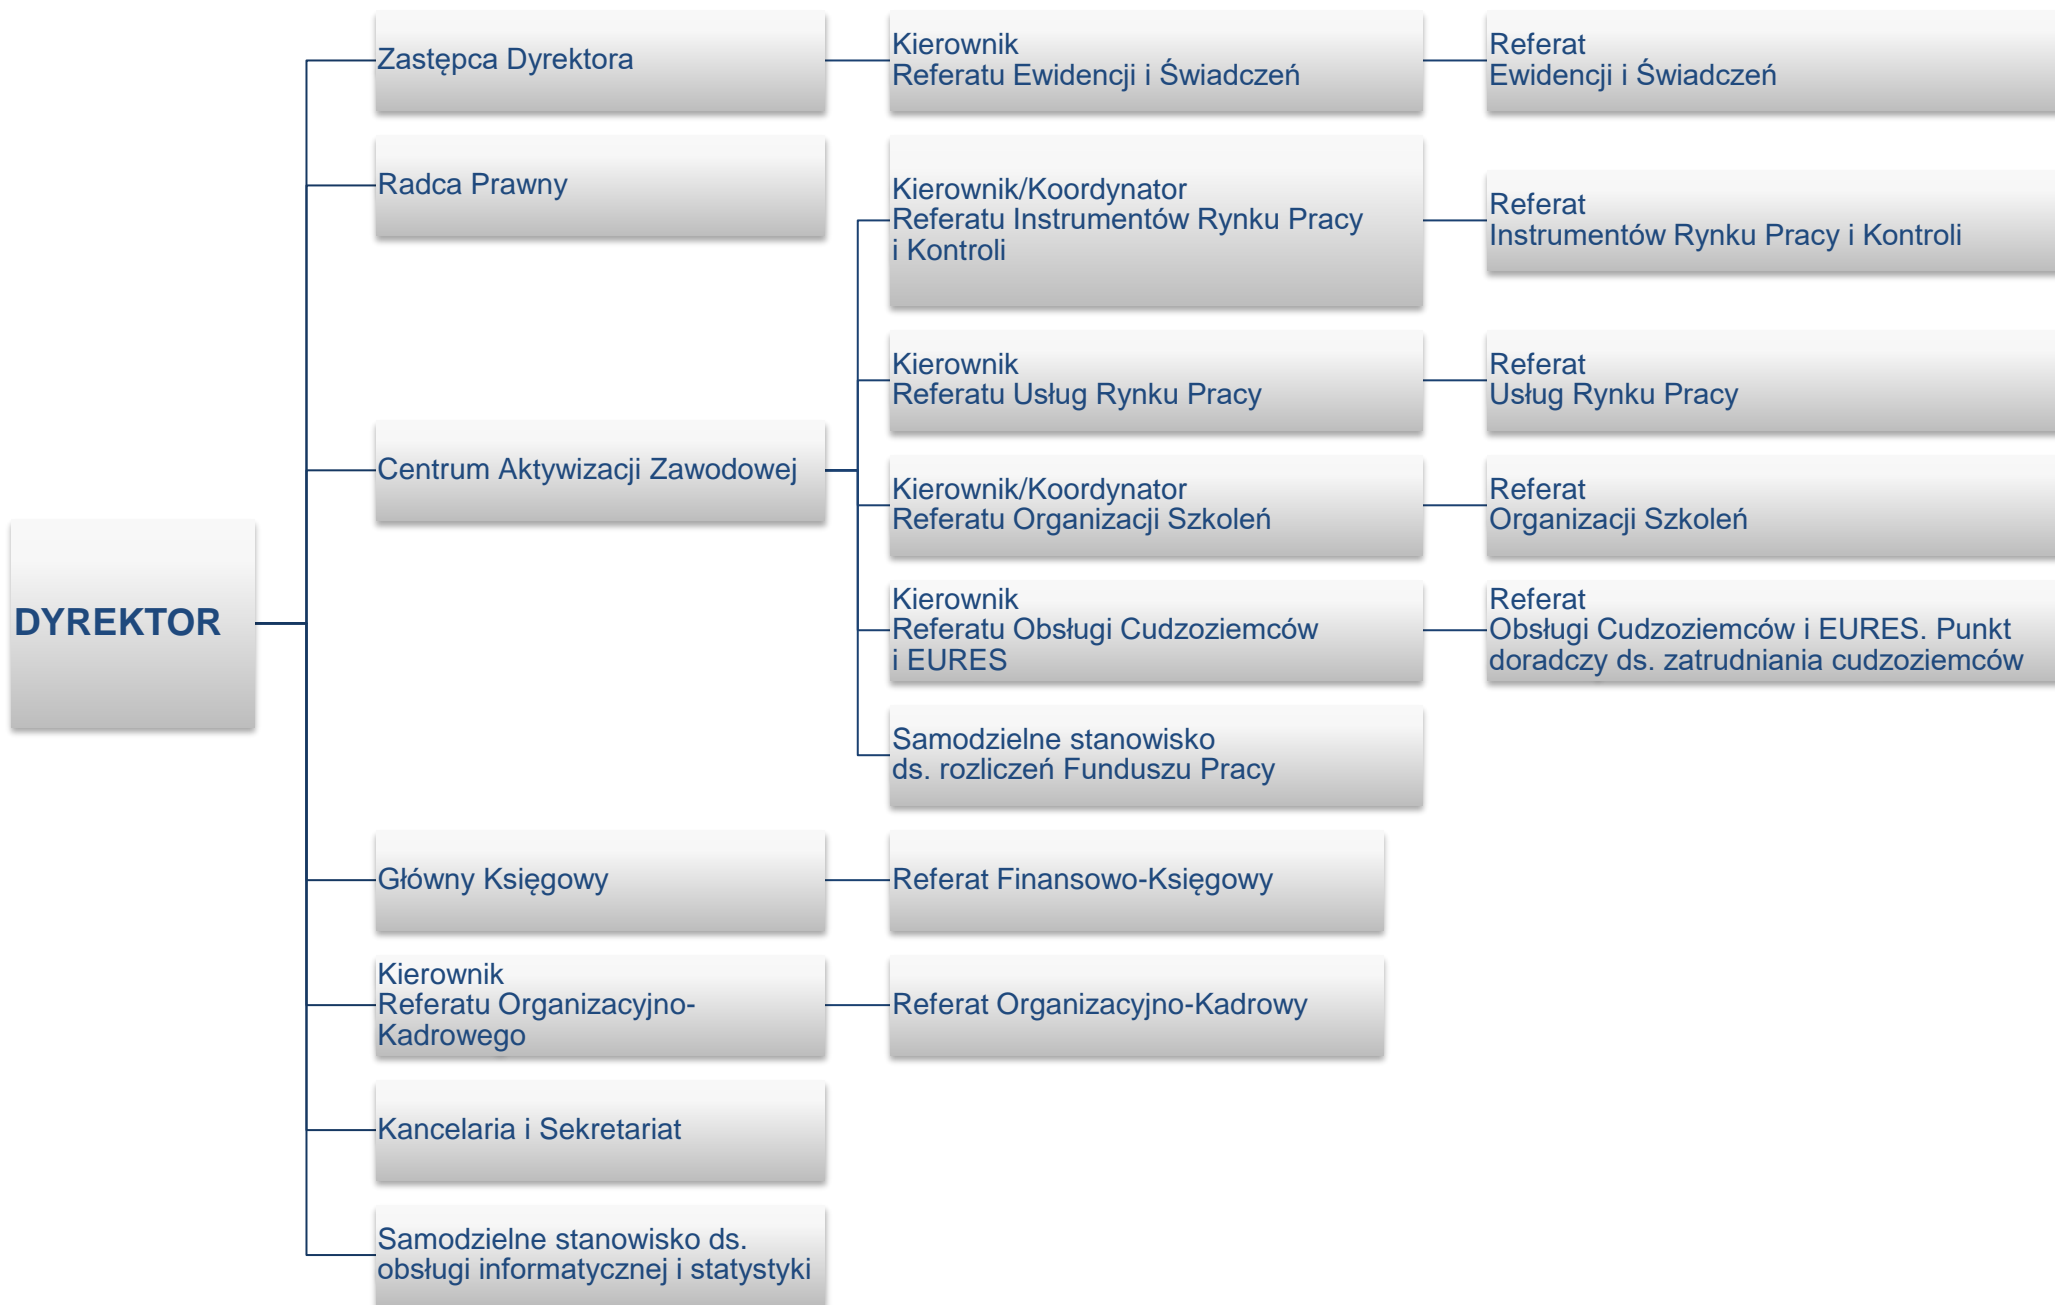 DYREKTOR
Zastępca Dyrektora
Kierownik
Referatu Ewidencji i Świadczeń
Referat
Ewidencji i Świadczeń
Radca Prawny
Centrum Aktywizacji Zawodowej
Kierownik/Koordynator
Referatu Instrumentów Rynku Pracy
i Kontroli
Referat
Instrumentów Rynku Pracy i Kontroli
Kierownik
Referatu Usług Rynku Pracy
Referat
Usług Rynku Pracy
Kierownik/Koordynator
Referatu Organizacji Szkoleń
Referat
Organizacji Szkoleń
Kierownik
Referatu Obsługi Cudzoziemców
i EURES
Referat
Obsługi Cudzoziemców i EURES. Punkt
doradczy ds. zatrudniania cudzoziemców
Samodzielne stanowisko
ds. rozliczeń Funduszu Pracy
Główny Księgowy
Referat Finansowo-Księgowy
Kierownik
Referatu Organizacyjno-
Kadrowego
Referat Organizacyjno-Kadrowy
Kancelaria i Sekretariat
Samodzielne stanowisko ds.
obsługi informatycznej i statystyki